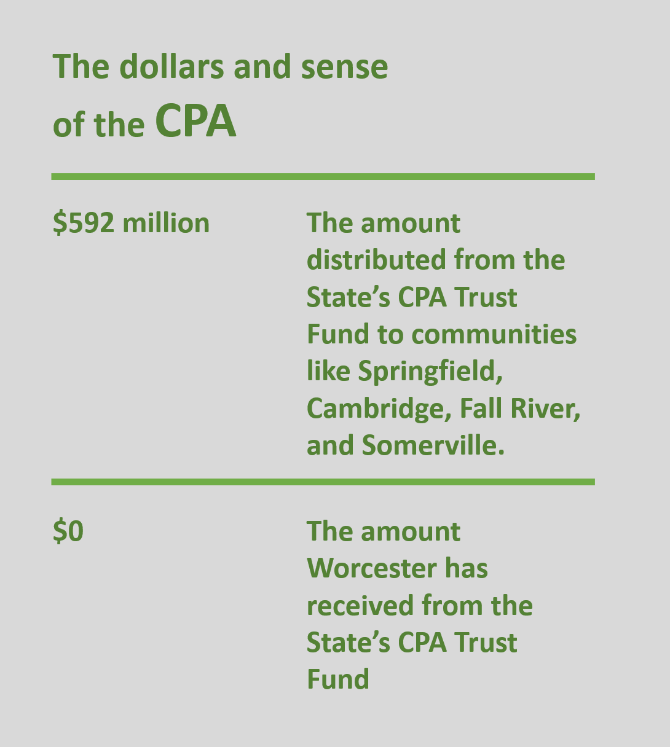 The dollars and sense
of the CPA
$592 million
The amount
distributed from the
State’s CPA Trust
Fund to communities
like Springfield,
Cambridge, Fall River,
and Somerville.
$0
The amount
Worcester has
received from the
State’s CPA Trust
Fund